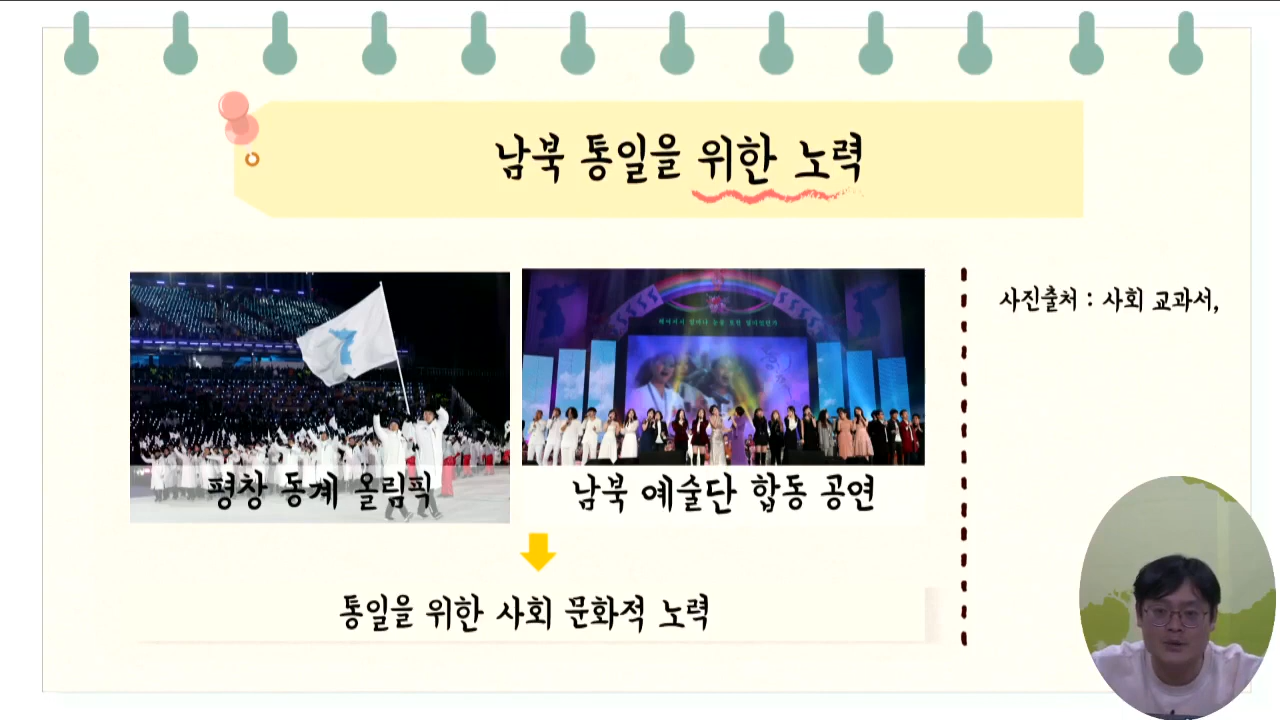 남북 통일을 위한 노력
사진출처 : 사회 교과서,
평창 동계 올림픽
남북 예술단 합동 공연
통일을 위한 사회 문화적 노력